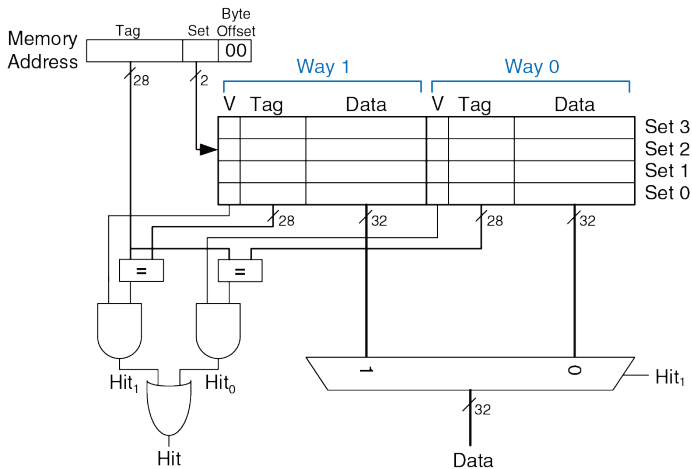 Byte
Tag Set Offset
Memory
Address
00
28 2
Way 1 Way 0
V Tag Data V Tag Data
Set 3
Set 2
Set 1
Set 0
28 32 28 32
= =
1 0
Hit₁ Hit₀ Hit₁
32
Hit Data